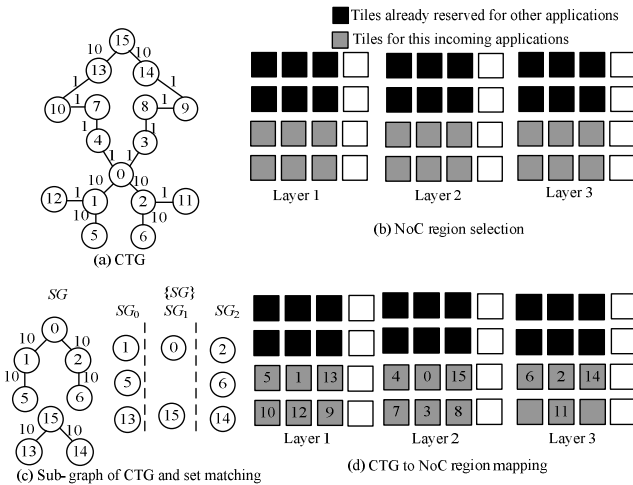 Tiles already reserved for other applications
Tiles for this incoming applications
15
10 10
13 14
1 1
10 1 7 8 1 9
1 1
4 3
1 1
0
10 10
12 1 1 2 1 11
10 10
5 6
(a) CTG
Layer 1 Layer 2 Layer 3
(b) NoC region selection
SG {SG}
SG0 SG1 SG2
0
10 10
1 2
10 10
5 6
15
10 10
13 14
1 0 2
5 6
13 15 14
(c) Sub-graph of CTG and set matching
5 1 13 4 0 15 6 2 14
10 12 9 7 3 8 11
Layer 1 Layer 2 Layer 3
(d) CTG to NoC region mapping